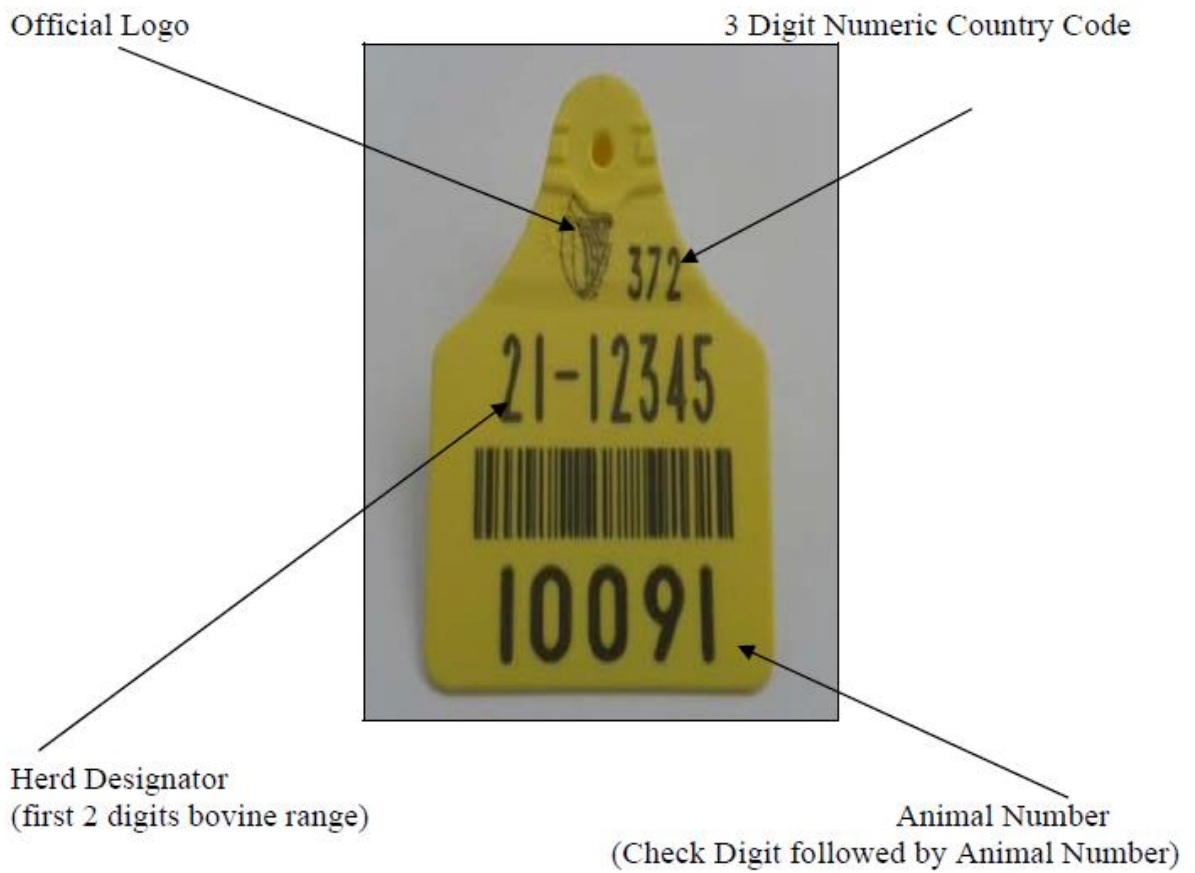 Official Logo
3 Digit Numeric Country Code
372
21-12345
10091
Herd Designator
(first 2 digits bovine range)
Animal Number
(Check Digit followed by Animal Number)